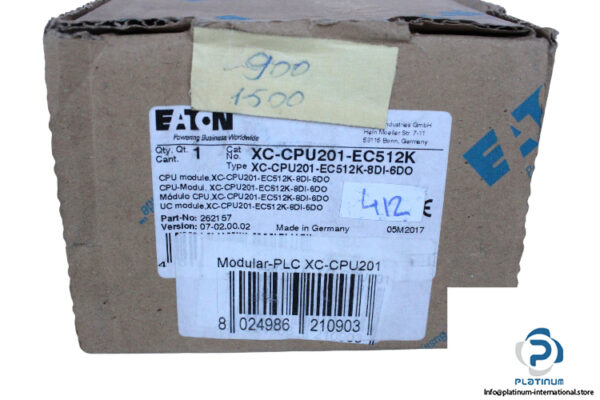 -900
1500
EATON
Powering Business Worldwide
Industries GmbH
Hein Moeller Str. 7-11
53115 Bonn, Germany
Qty. Qt. 1 Cat No. XC-CPU201-EC512K
Cant. Type XC-CPU201-EC512K-8DI-6DO
CPU module,XC-CPU201-EC512K-8DI-6DO
CPU-Modul, XC-CPU201-EC512K-8DI-6DO
Módulo CPU,XC-CPU201-EC512K-8DI-6DO
UC module,XC-CPU201-EC512K-8DI-6DO
412
Part-No: 262157
Version: 07-02.00.02 Made in Germany 05M2017
Modular-PLC XC-CPU201
8 024986 210903
EATON
PLATINUM
Info@platinum-international.store